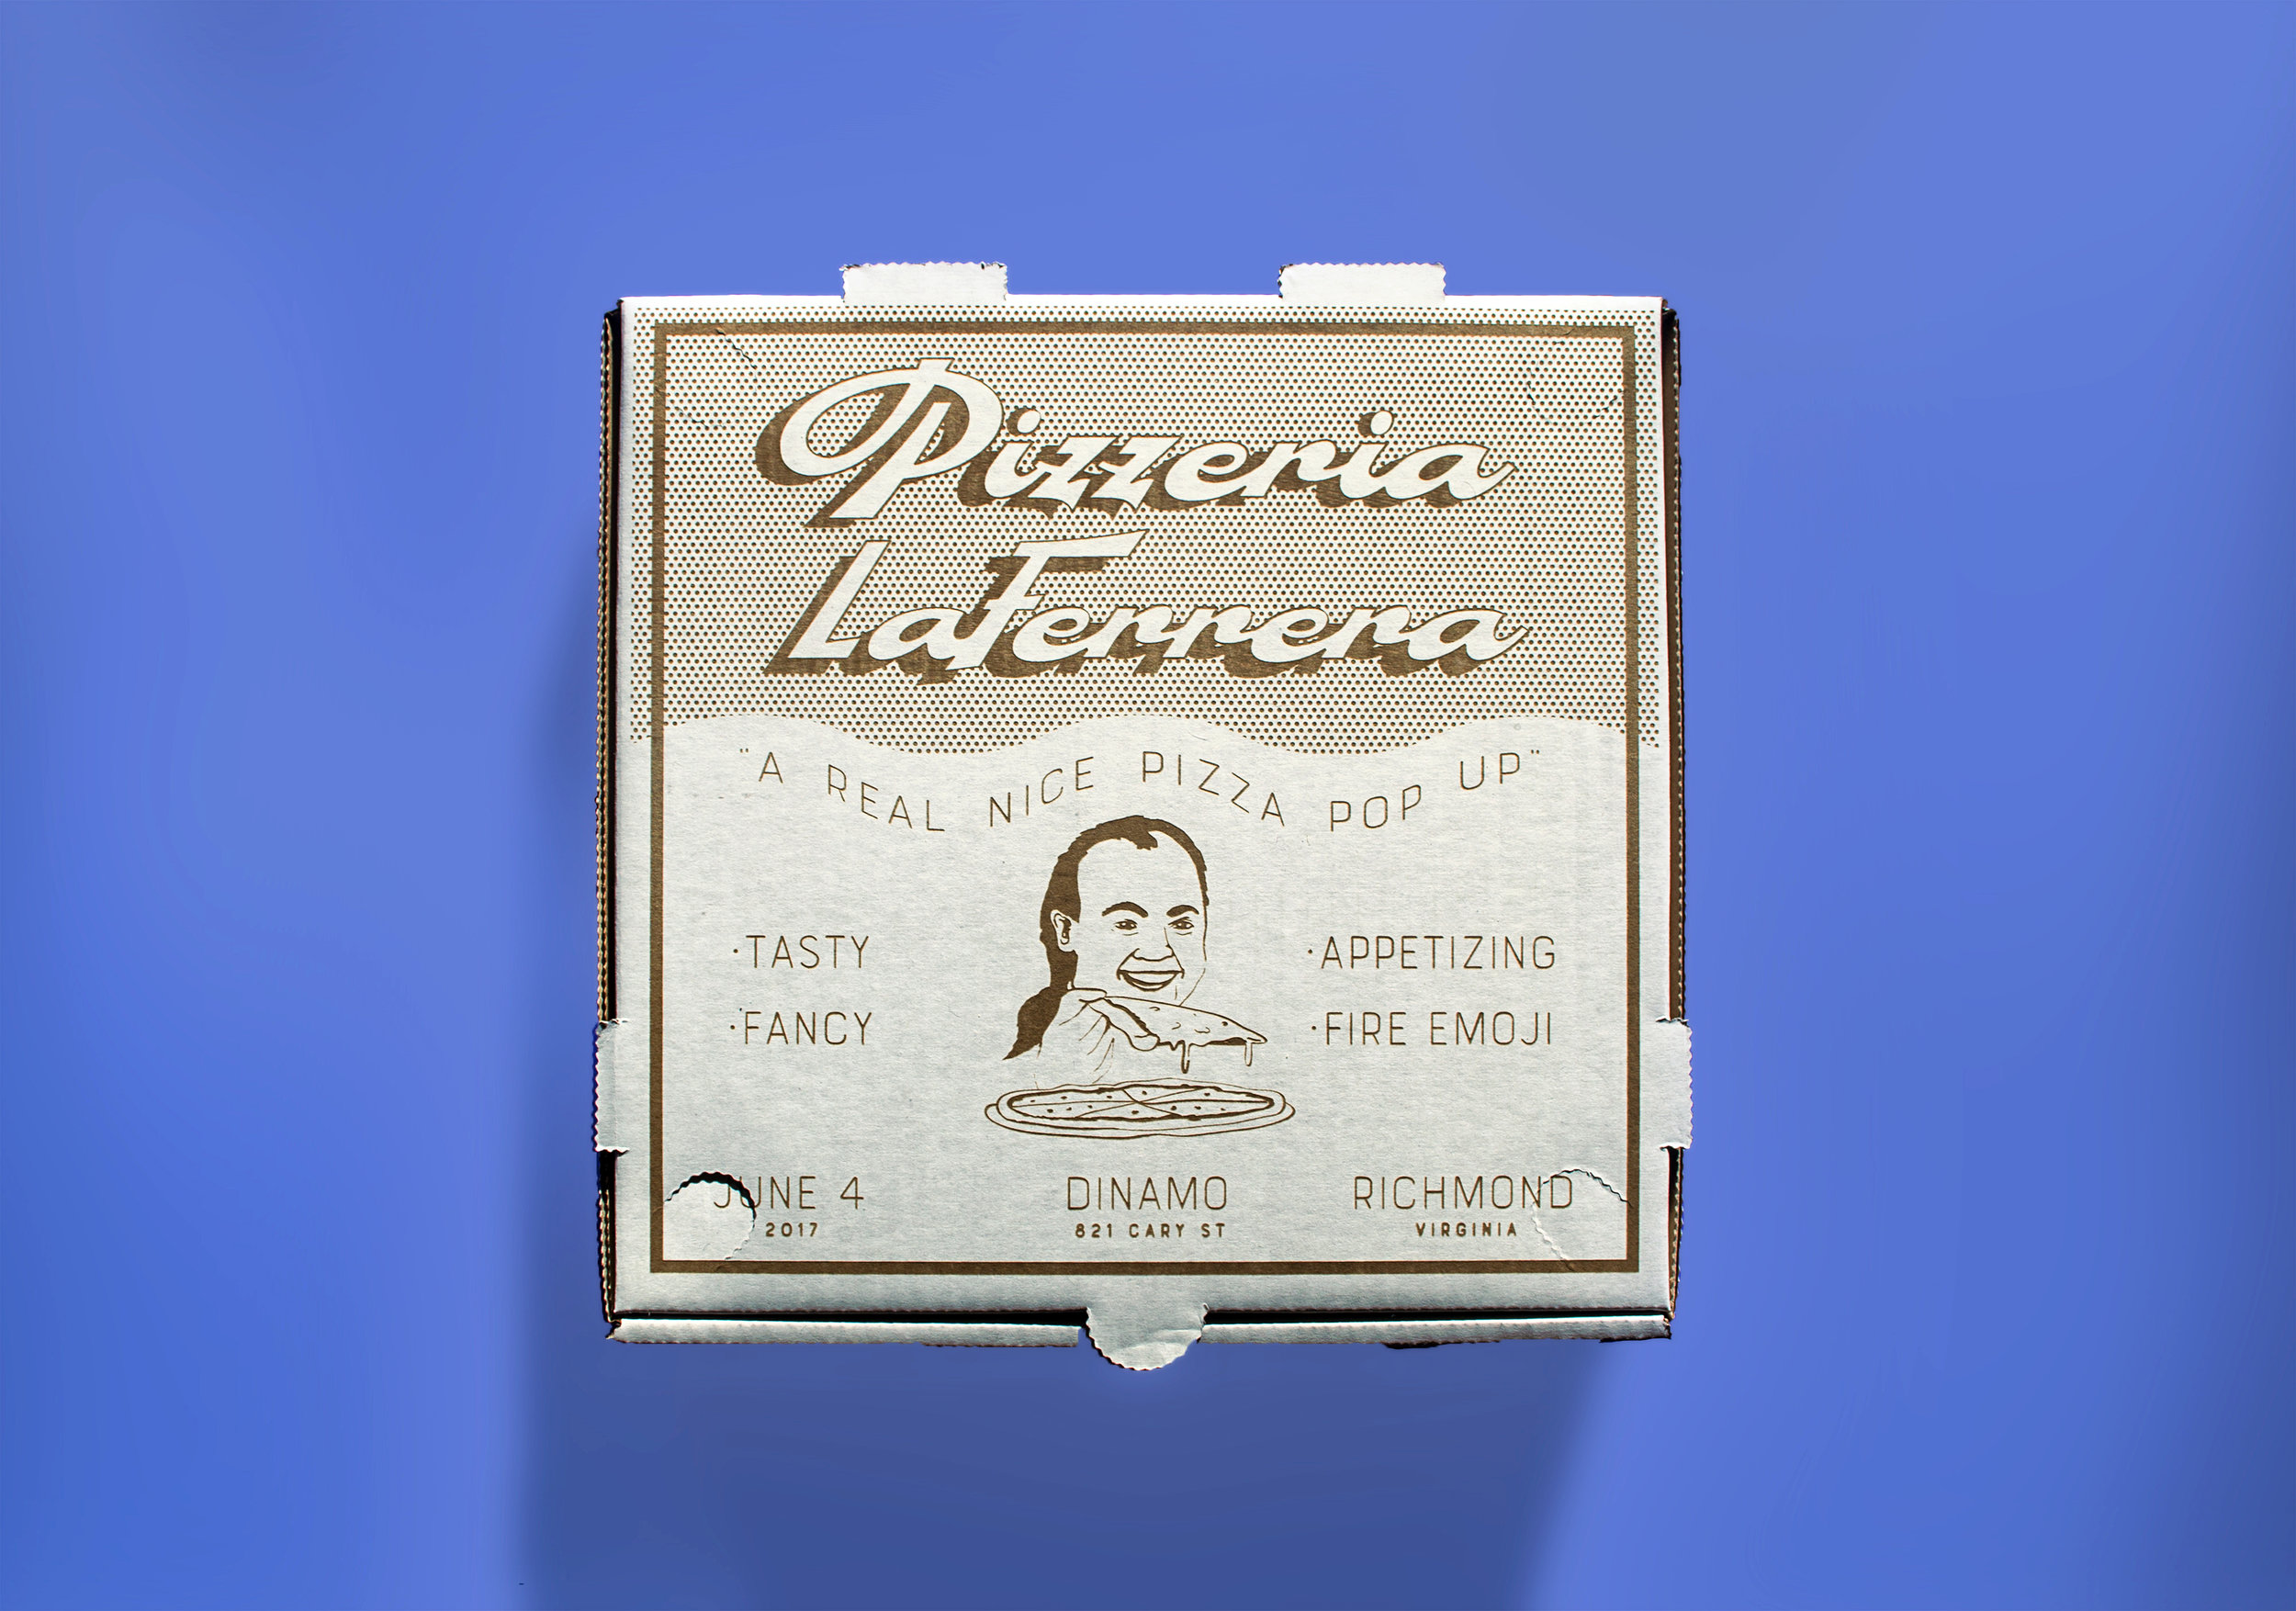 Pizzeria
LaFerrera
"A REAL NICE PIZZA POP UP"
·TASTY
·FANCY
·APPETIZING
·FIRE EMOJI
JUNE 4
2017
DINAMO
821 CARY ST
RICHMOND
VIRGINIA